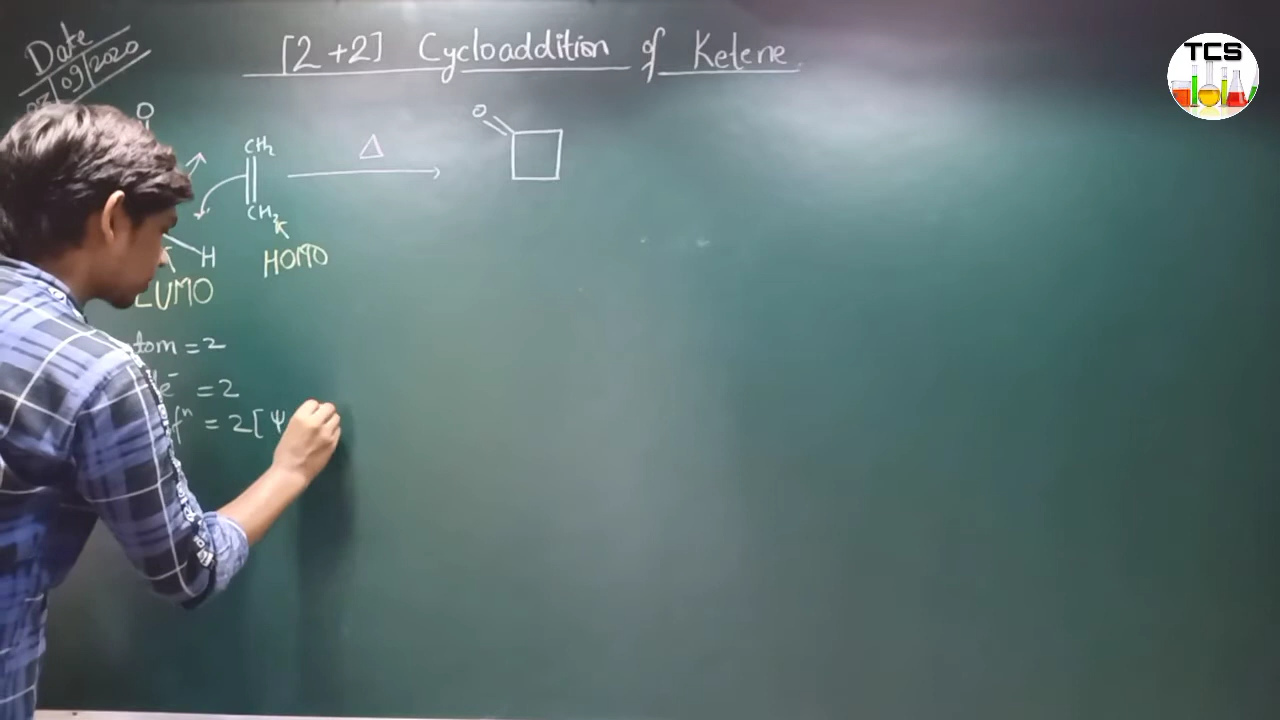 Date
/09/2020
[2+2] Cycloaddition of Ketene
TCS
O
CH₂
Δ
O
CH₂
H
HOMO
LUMO
tom = 2
e⁻ = 2
fⁿ = 2[ Ψ